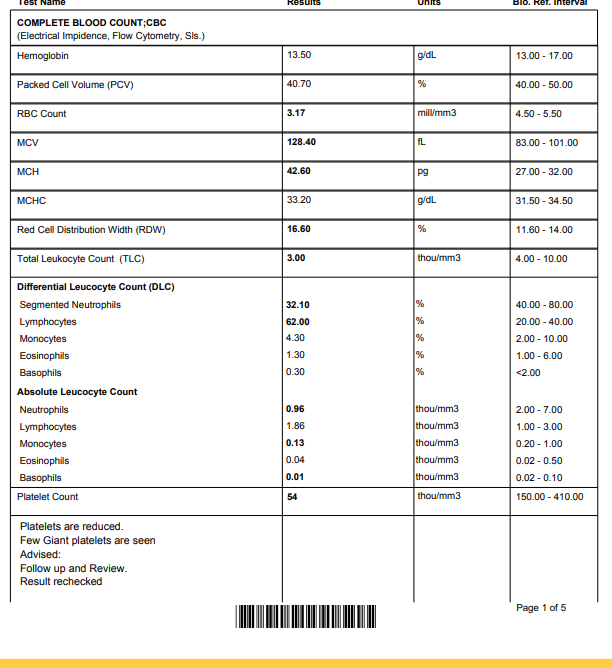 Test Name Results Units Bio. Ref. Interval
COMPLETE BLOOD COUNT;CBC
(Electrical Impidence, Flow Cytometry, Sls.)
Hemoglobin 13.50 g/dL 13.00 - 17.00
Packed Cell Volume (PCV) 40.70 % 40.00 - 50.00
RBC Count 3.17 mill/mm3 4.50 - 5.50
MCV 128.40 fL 83.00 - 101.00
MCH 42.60 pg 27.00 - 32.00
MCHC 33.20 g/dL 31.50 - 34.50
Red Cell Distribution Width (RDW) 16.60 % 11.60 - 14.00
Total Leukocyte Count (TLC) 3.00 thou/mm3 4.00 - 10.00
Differential Leucocyte Count (DLC)
Segmented Neutrophils 32.10 % 40.00 - 80.00
Lymphocytes 62.00 % 20.00 - 40.00
Monocytes 4.30 % 2.00 - 10.00
Eosinophils 1.30 % 1.00 - 6.00
Basophils 0.30 % <2.00
Absolute Leucocyte Count
Neutrophils 0.96 thou/mm3 2.00 - 7.00
Lymphocytes 1.86 thou/mm3 1.00 - 3.00
Monocytes 0.13 thou/mm3 0.20 - 1.00
Eosinophils 0.04 thou/mm3 0.02 - 0.50
Basophils 0.01 thou/mm3 0.02 - 0.10
Platelet Count 54 thou/mm3 150.00 - 410.00
Platelets are reduced.
Few Giant platelets are seen
Advised:
Follow up and Review.
Result rechecked
Page 1 of 5